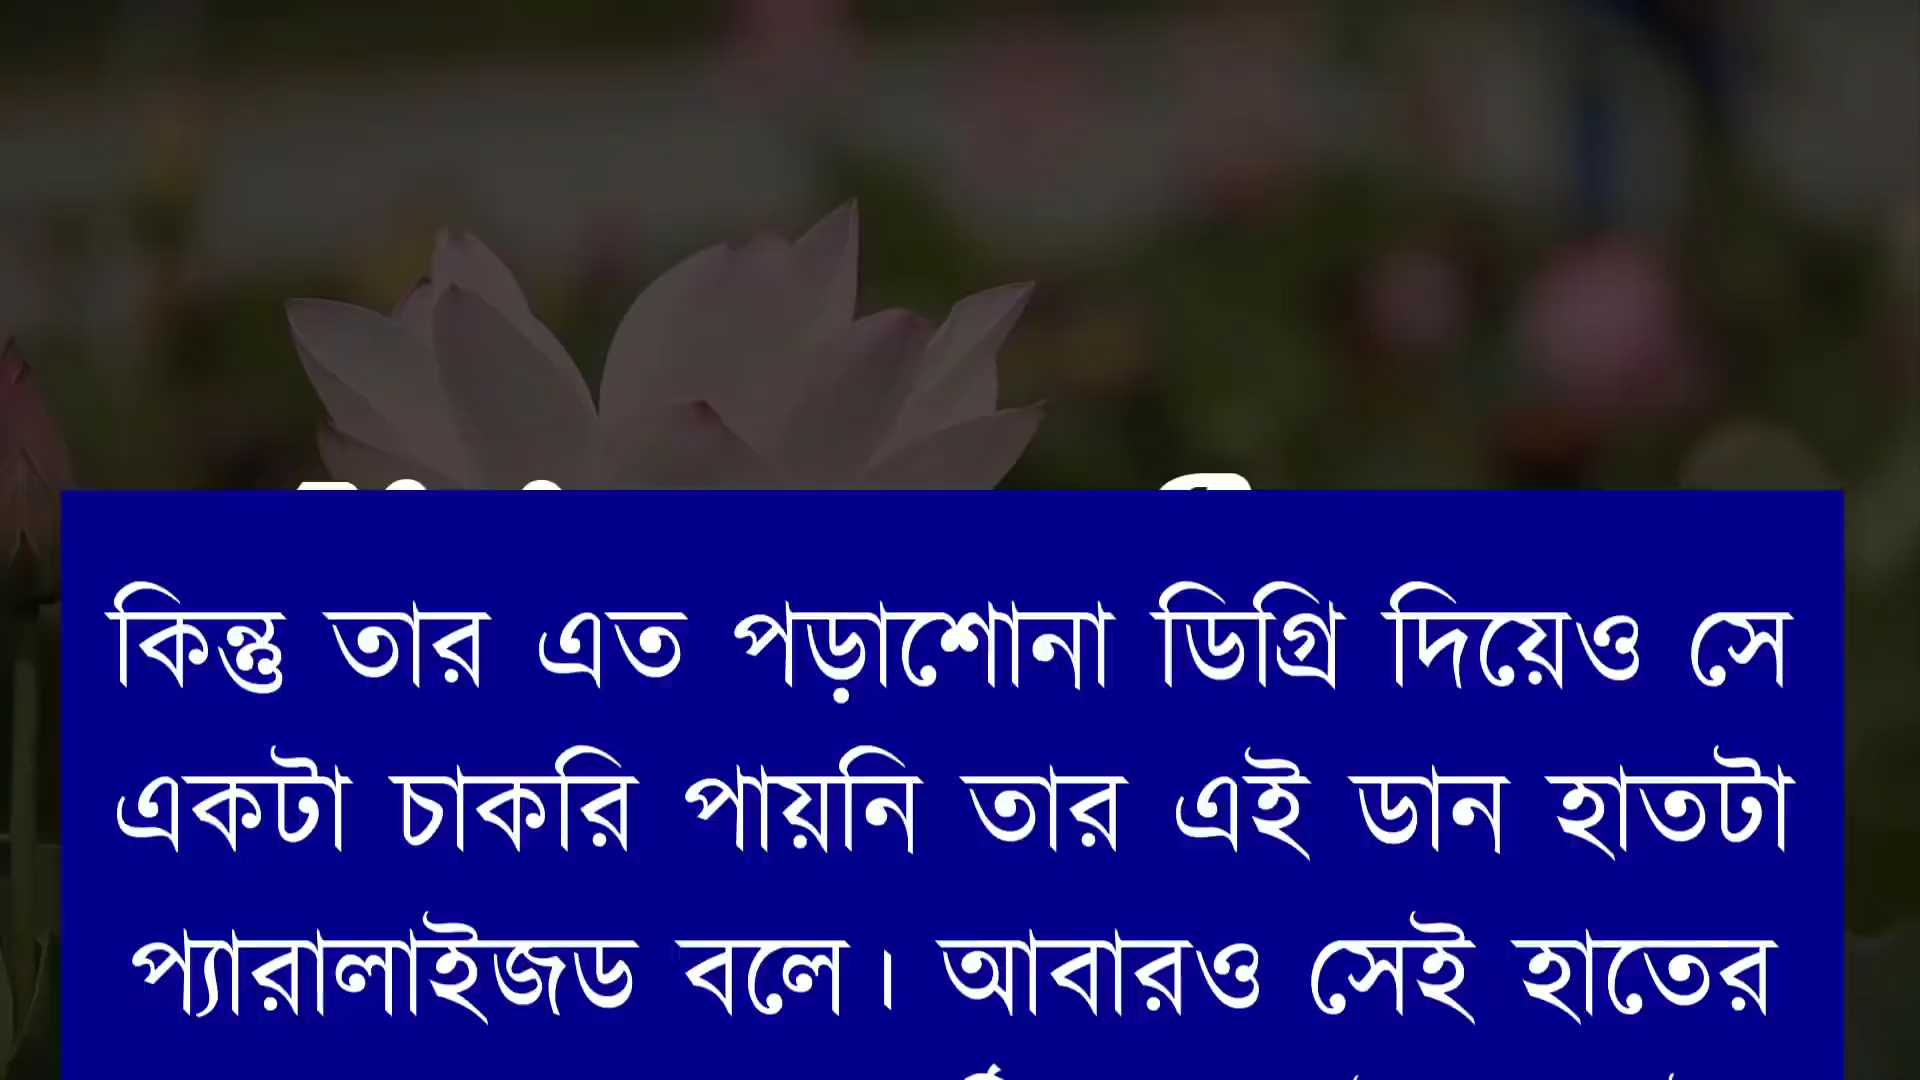 কিন্তু তার এত পড়াশোনা ডিগ্রি দিয়েও সে
একটা চাকরি পায়নি তার এই ডান হাতটা
প্যারালাইজড বলে। আবারও সেই হাতের